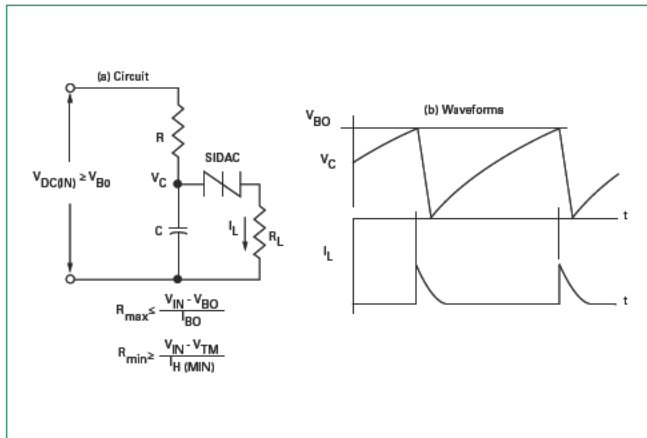 (a) Circuit
R
SIDAC
V_DC(IN) ≥ V_Bo
V_C
C
I_L
R_L
R_max ≤ V_IN - V_BO / I_BO
R_min ≥ V_IN - V_TM / I_H (MIN)
(b) Waveforms
V_BO
V_C
t
I_L
t